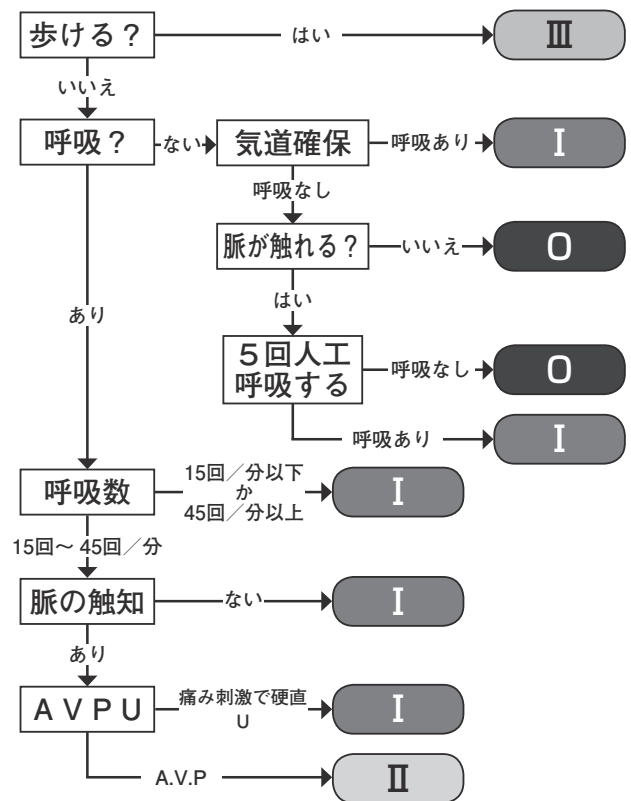 歩ける？
はい
Ⅲ
いいえ
呼吸？
ない
気道確保
呼吸あり
Ⅰ
呼吸なし
脈が触れる？
いいえ
0
はい
あり
５回人工
呼吸する
呼吸なし
0
呼吸あり
Ⅰ
呼吸数
15回／分以下
か
45回／分以上
Ⅰ
15回～45回／分
脈の触知
ない
Ⅰ
あり
ＡＶＰＵ
痛み刺激で硬直
U
Ⅰ
A.V.P
Ⅱ